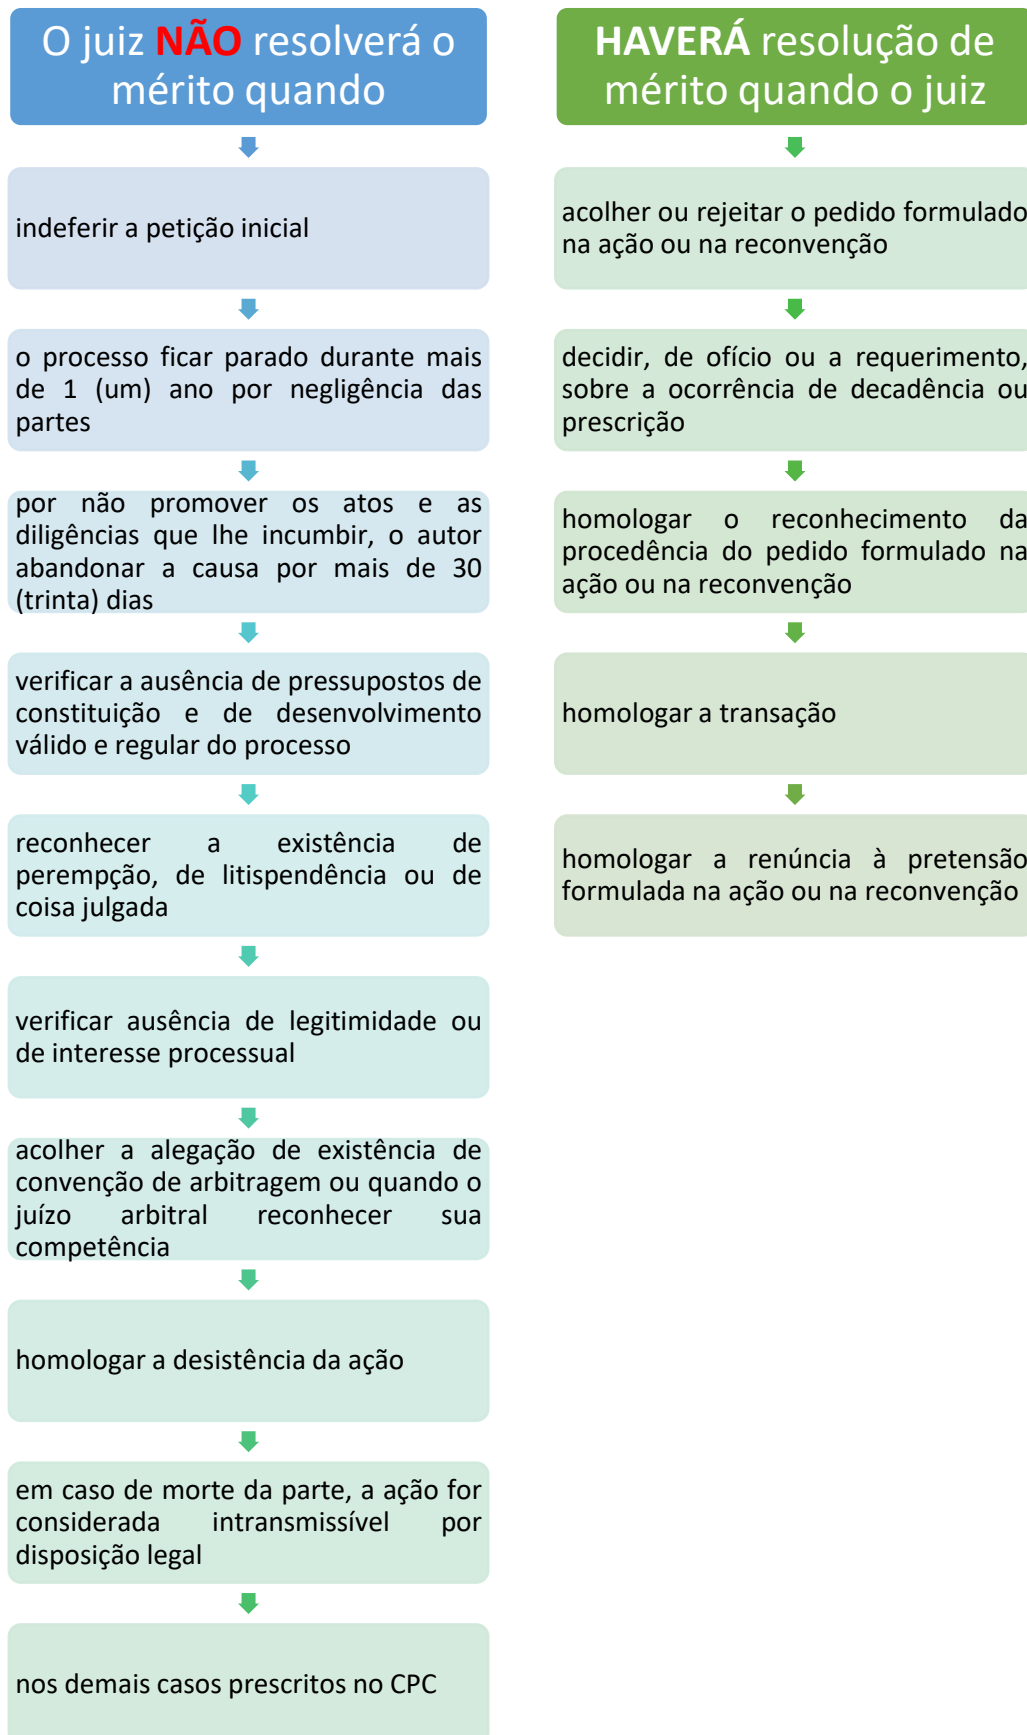 O juiz NÃO resolverá o
mérito quando
indeferir a petição inicial
o processo ficar parado durante mais
de 1 (um) ano por negligência das
partes
por não promover os atos e as
diligências que lhe incumbir, o autor
abandonar a causa por mais de 30
(trinta) dias
verificar a ausência de pressupostos de
constituição e de desenvolvimento
válido e regular do processo
reconhecer a existência de
perempção, de litispendência ou de
coisa julgada
verificar ausência de legitimidade ou
de interesse processual
acolher a alegação de existência de
convenção de arbitragem ou quando o
juízo arbitral reconhecer sua
competência
homologar a desistência da ação
em caso de morte da parte, a ação for
considerada intransmissível por
disposição legal
nos demais casos prescritos no CPC
HAVERÁ resolução de
mérito quando o juiz
acolher ou rejeitar o pedido formulado
na ação ou na reconvenção
decidir, de ofício ou a requerimento,
sobre a ocorrência de decadência ou
prescrição
homologar o reconhecimento da
procedência do pedido formulado na
ação ou na reconvenção
homologar a transação
homologar a renúncia à pretensão
formulada na ação ou na reconvenção